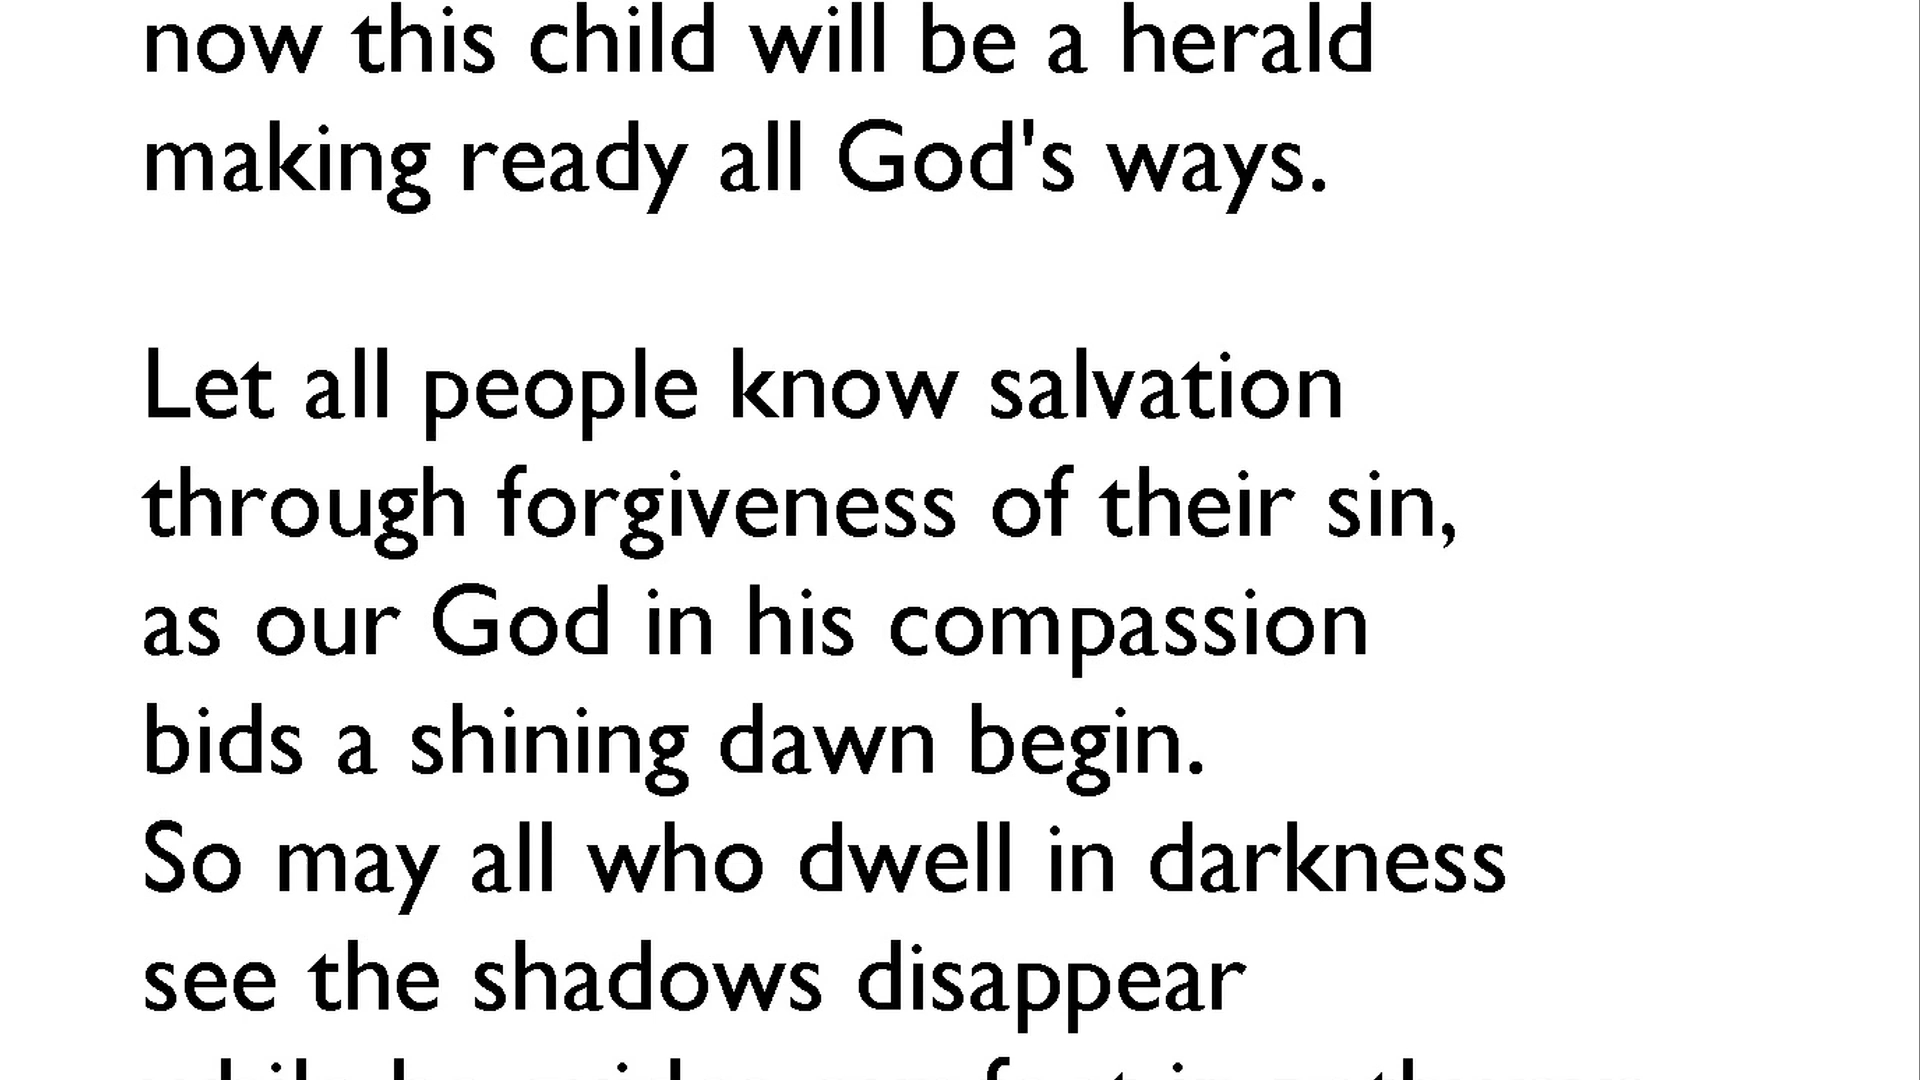 now this child will be a herald
making ready all God's ways.
Let all people know salvation
through forgiveness of their sin,
as our God in his compassion
bids a shining dawn begin.
So may all who dwell in darkness
see the shadows disappear